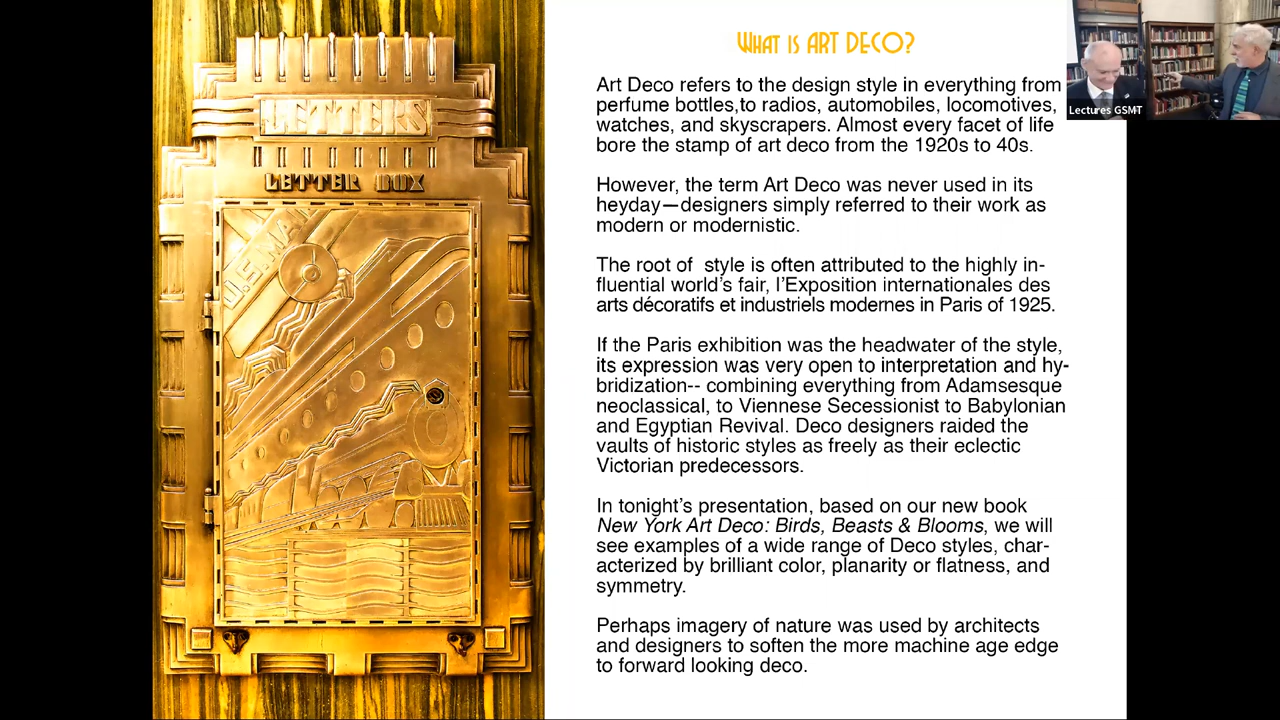 LETTERS
LETTER BOX
U.S. MAI
WHAT IS ART DECO?
Art Deco refers to the design style in everything from
perfume bottles,to radios, automobiles, locomotives,
watches, and skyscrapers. Almost every facet of life
bore the stamp of art deco from the 1920s to 40s.
However, the term Art Deco was never used in its
heyday—designers simply referred to their work as
modern or modernistic.
The root of  style is often attributed to the highly in-
fluential world's fair, l'Exposition internationales des
arts décoratifs et industriels modernes in Paris of 1925.
If the Paris exhibition was the headwater of the style,
its expression was very open to interpretation and hy-
bridization-- combining everything from Adamsesque
neoclassical, to Viennese Secessionist to Babylonian
and Egyptian Revival. Deco designers raided the
vaults of historic styles as freely as their eclectic
Victorian predecessors.
In tonight's presentation, based on our new book
New York Art Deco: Birds, Beasts & Blooms, we will
see examples of a wide range of Deco styles, char-
acterized by brilliant color, planarity or flatness, and
symmetry.
Perhaps imagery of nature was used by architects
and designers to soften the more machine age edge
to forward looking deco.
Lectures GSMT